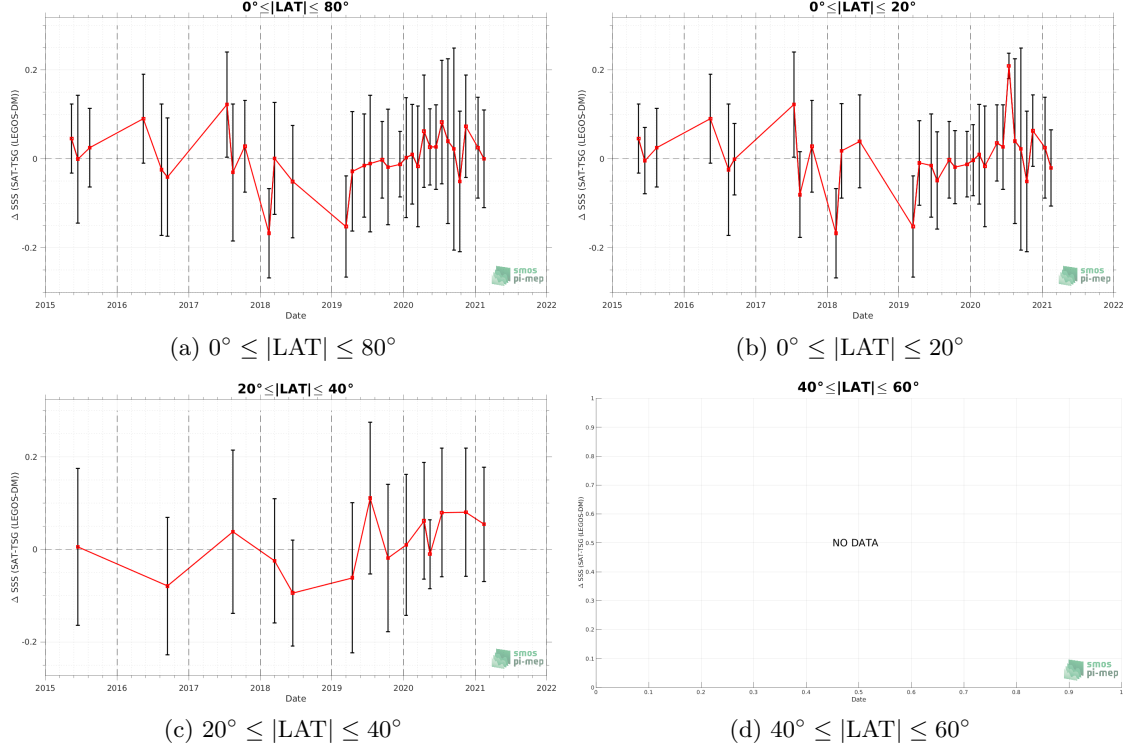 0°≤|LAT|≤ 80°
Δ SSS (SAT-TSG (LEGOS-DM))
0.2
0
-0.2
2015 2016 2017 2018 2019 2020 2021 2022
Date
smos
pi-mep
(a) 0° ≤ |LAT| ≤ 80°
0°≤|LAT|≤ 20°
Δ SSS (SAT-TSG (LEGOS-DM))
0.2
0
-0.2
2015 2016 2017 2018 2019 2020 2021 2022
Date
smos
pi-mep
(b) 0° ≤ |LAT| ≤ 20°
20°≤|LAT|≤ 40°
Δ SSS (SAT-TSG (LEGOS-DM))
0.2
0
-0.2
2015 2016 2017 2018 2019 2020 2021 2022
Date
smos
pi-mep
(c) 20° ≤ |LAT| ≤ 40°
40°≤|LAT|≤ 60°
Δ SSS (SAT-TSG (LEGOS-DM))
1
0.9
0.8
0.7
0.6
0.5
0.4
0.3
0.2
0.1
0
NO DATA
0 0.1 0.2 0.3 0.4 0.5 0.6 0.7 0.8 0.9 1
Date
smos
pi-mep
(d) 40° ≤ |LAT| ≤ 60°